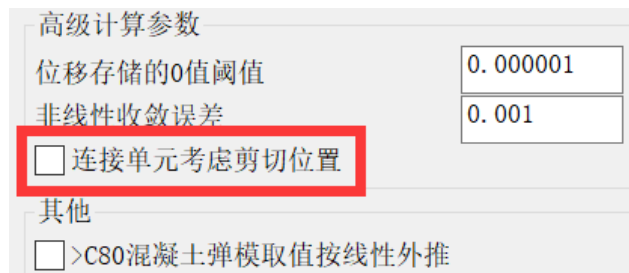 高级计算参数
位移存储的0值阈值 0.000001
非线性收敛误差 0.001
连接单元考虑剪切位置
其他
>C80混凝土弹模取值按线性外推